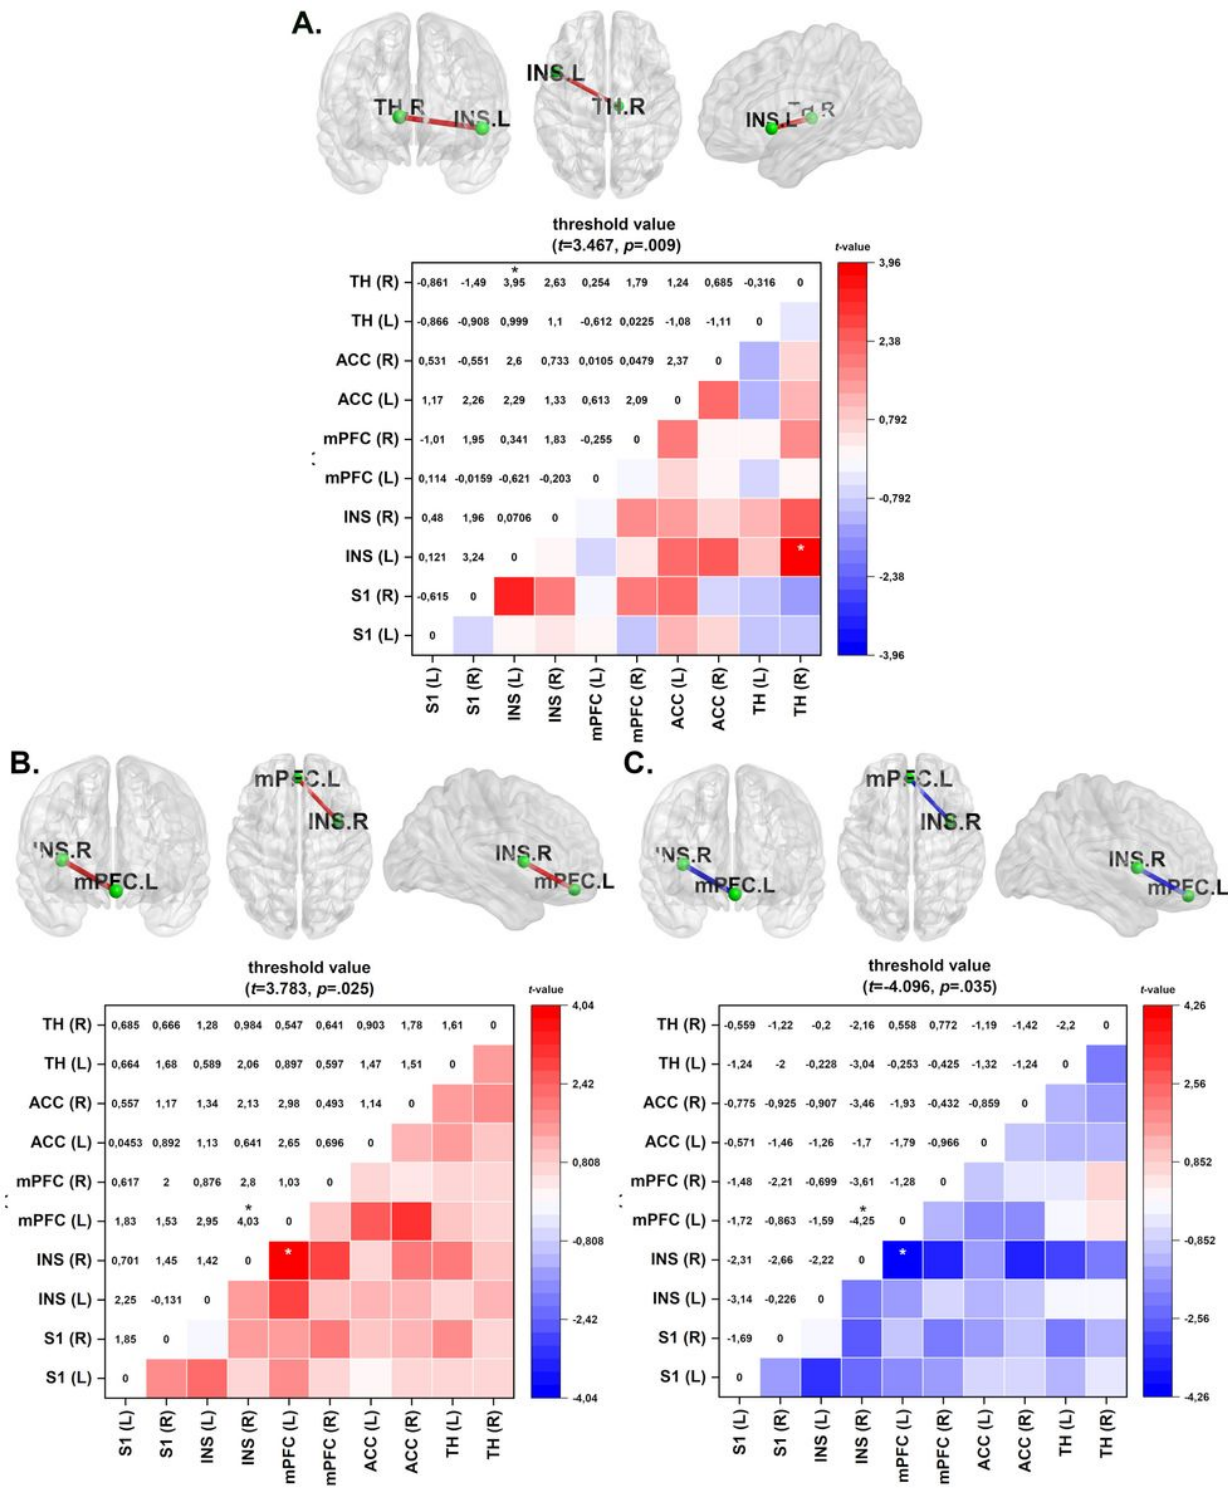 A.
TH.R INS.L
INS.L
TH.R
INS.L
threshold value
(t=3.467, p=.009)
t-value
*
TH (R) -0,861 -1,49 3,95 2,63 0,254 1,79 1,24 0,685 -0,316 0
TH (L) -0,866 -0,908 0,999 1,1 -0,612 0,0225 -1,08 -1,11 0
ACC (R) 0,531 -0,551 2,6 0,733 0,0105 0,0479 2,37 0
ACC (L) 1,17 2,26 2,29 1,33 0,613 2,09 0
mPFC (R) -1,01 1,95 0,341 1,83 -0,255 0
mPFC (L) 0,114 -0,0159 -0,621 -0,203 0
INS (R) 0,48 1,96 0,0706 0
INS (L) 0,121 3,24 0 *
S1 (R) -0,615 0
S1 (L) 0
3,96
2,38
0,792
-0,792
-2,38
-3,96
S1 (L) S1 (R) INS (L) INS (R) mPFC (L) mPFC (R) ACC (L) ACC (R) TH (L) TH (R)
B.
INS.R
mPFC.L
mPFC.L
INS.R
INS.R
mPFC.L
threshold value
(t=3.783, p=.025)
t-value
TH (R) 0,685 0,666 1,28 0,984 0,547 0,641 0,903 1,78 1,61 0
TH (L) 0,664 1,68 0,589 2,06 0,897 0,597 1,47 1,51 0
ACC (R) 0,557 1,17 1,34 2,13 2,98 0,493 1,14 0
ACC (L) 0,0453 0,892 1,13 0,641 2,65 0,696 0
mPFC (R) 0,617 2 0,876 2,8 1,03 0
*
mPFC (L) 1,83 1,53 2,95 4,03 0
INS (R) 0,701 1,45 1,42 0 *
INS (L) 2,25 -0,131 0
S1 (R) 1,85 0
S1 (L) 0
4,04
2,42
0,808
-0,808
-2,42
-4,04
S1 (L) S1 (R) INS (L) INS (R) mPFC (L) mPFC (R) ACC (L) ACC (R) TH (L) TH (R)
C.
INS.R
mPFC.L
mPFC.L
INS.R
INS.R
mPFC.L
threshold value
(t=-4.096, p=.035)
t-value
TH (R) -0,559 -1,22 -0,2 -2,16 0,558 0,772 -1,19 -1,42 -2,2 0
TH (L) -1,24 -2 -0,228 -3,04 -0,253 -0,425 -1,32 -1,24 0
ACC (R) -0,775 -0,925 -0,907 -3,46 -1,93 -0,432 -0,859 0
ACC (L) -0,571 -1,46 -1,26 -1,7 -1,79 -0,966 0
mPFC (R) -1,48 -2,21 -0,699 -3,61 -1,28 0
*
mPFC (L) -1,72 -0,863 -1,59 -4,25 0
INS (R) -2,31 -2,66 -2,22 0 *
INS (L) -3,14 -0,226 0
S1 (R) -1,69 0
S1 (L) 0
4,26
2,56
0,852
-0,852
-2,56
-4,26
S1 (L) S1 (R) INS (L) INS (R) mPFC (L) mPFC (R) ACC (L) ACC (R) TH (L) TH (R)